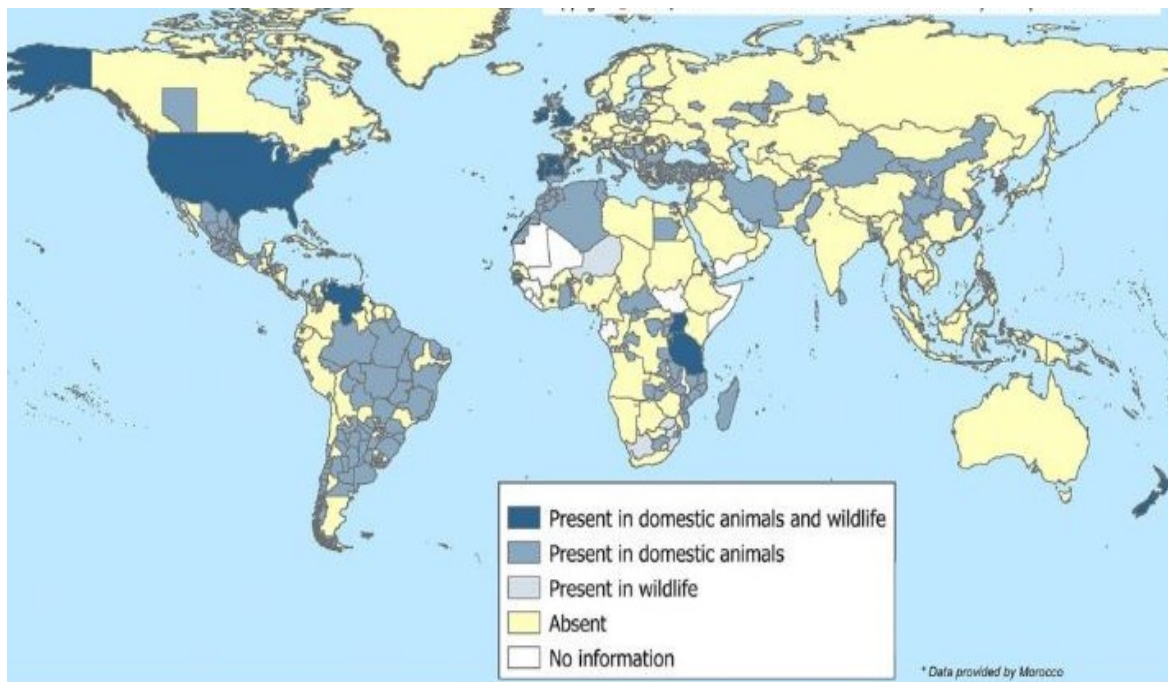 Present in domestic animals and wildlife
Present in domestic animals
Present in wildlife
Absent
No information
* Data provided by Morocco